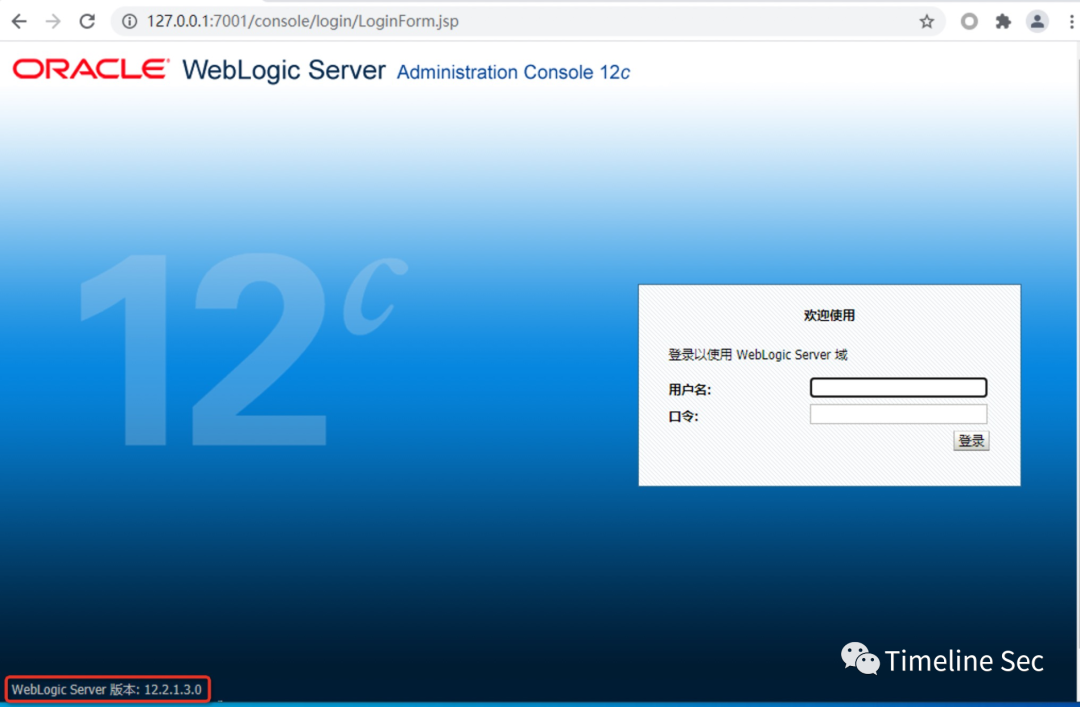 127.0.0.1:7001/console/login/LoginForm.jsp
ORACLE WebLogic Server Administration Console 12c
12c
欢迎使用
登录以使用 WebLogic Server 域
用户名:
口令:
登录
Timeline Sec
WebLogic Server 版本: 12.2.1.3.0